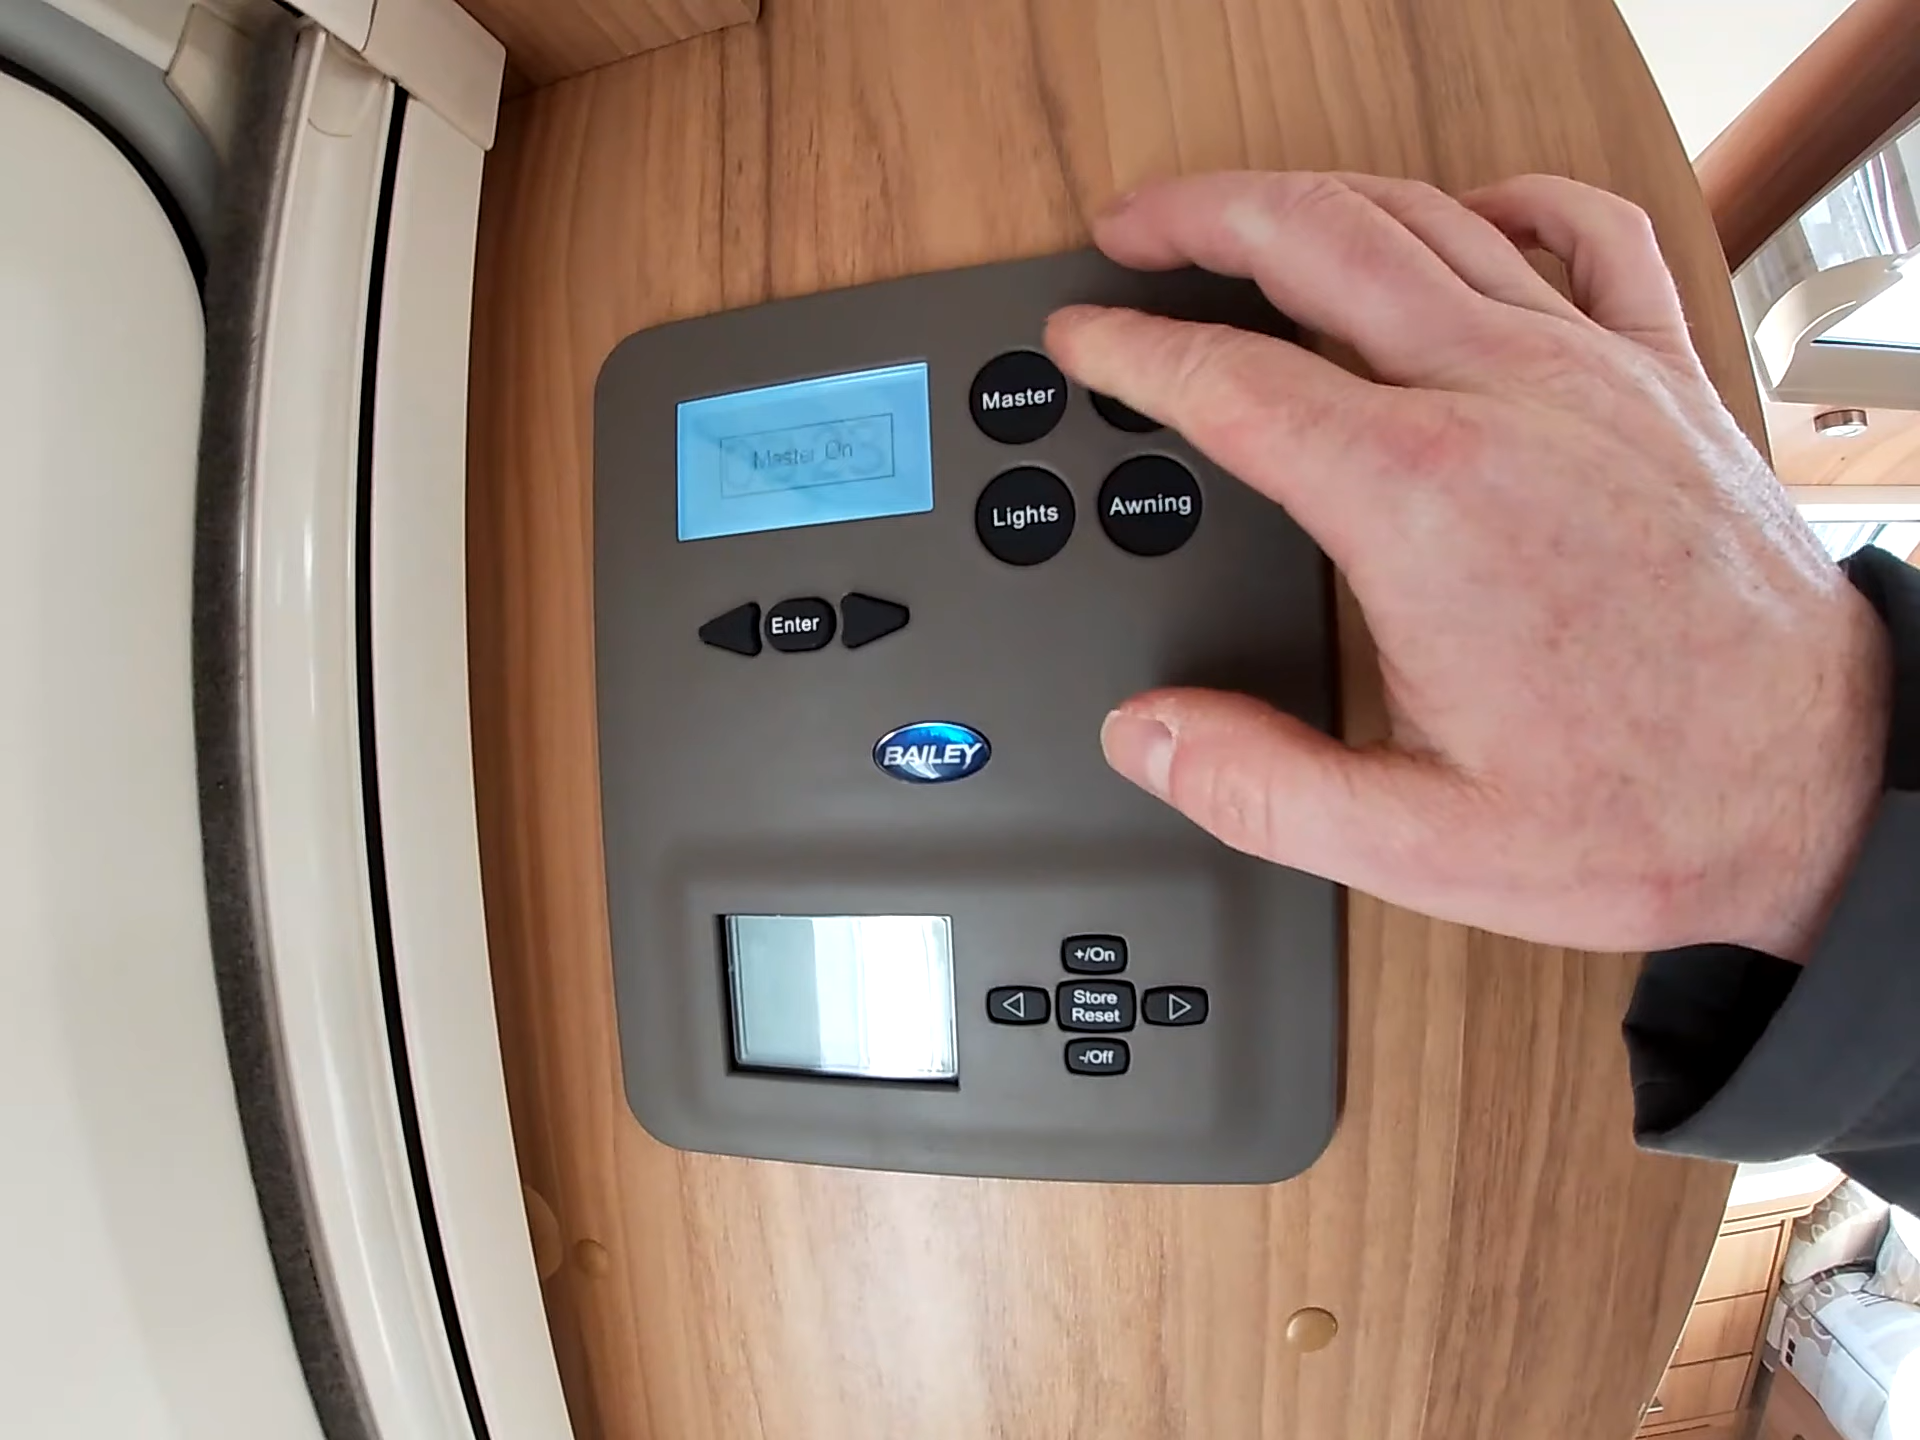 Master On
Master
Lights
Awning
Enter
BAILEY
+/On
Store
Reset
-/Off